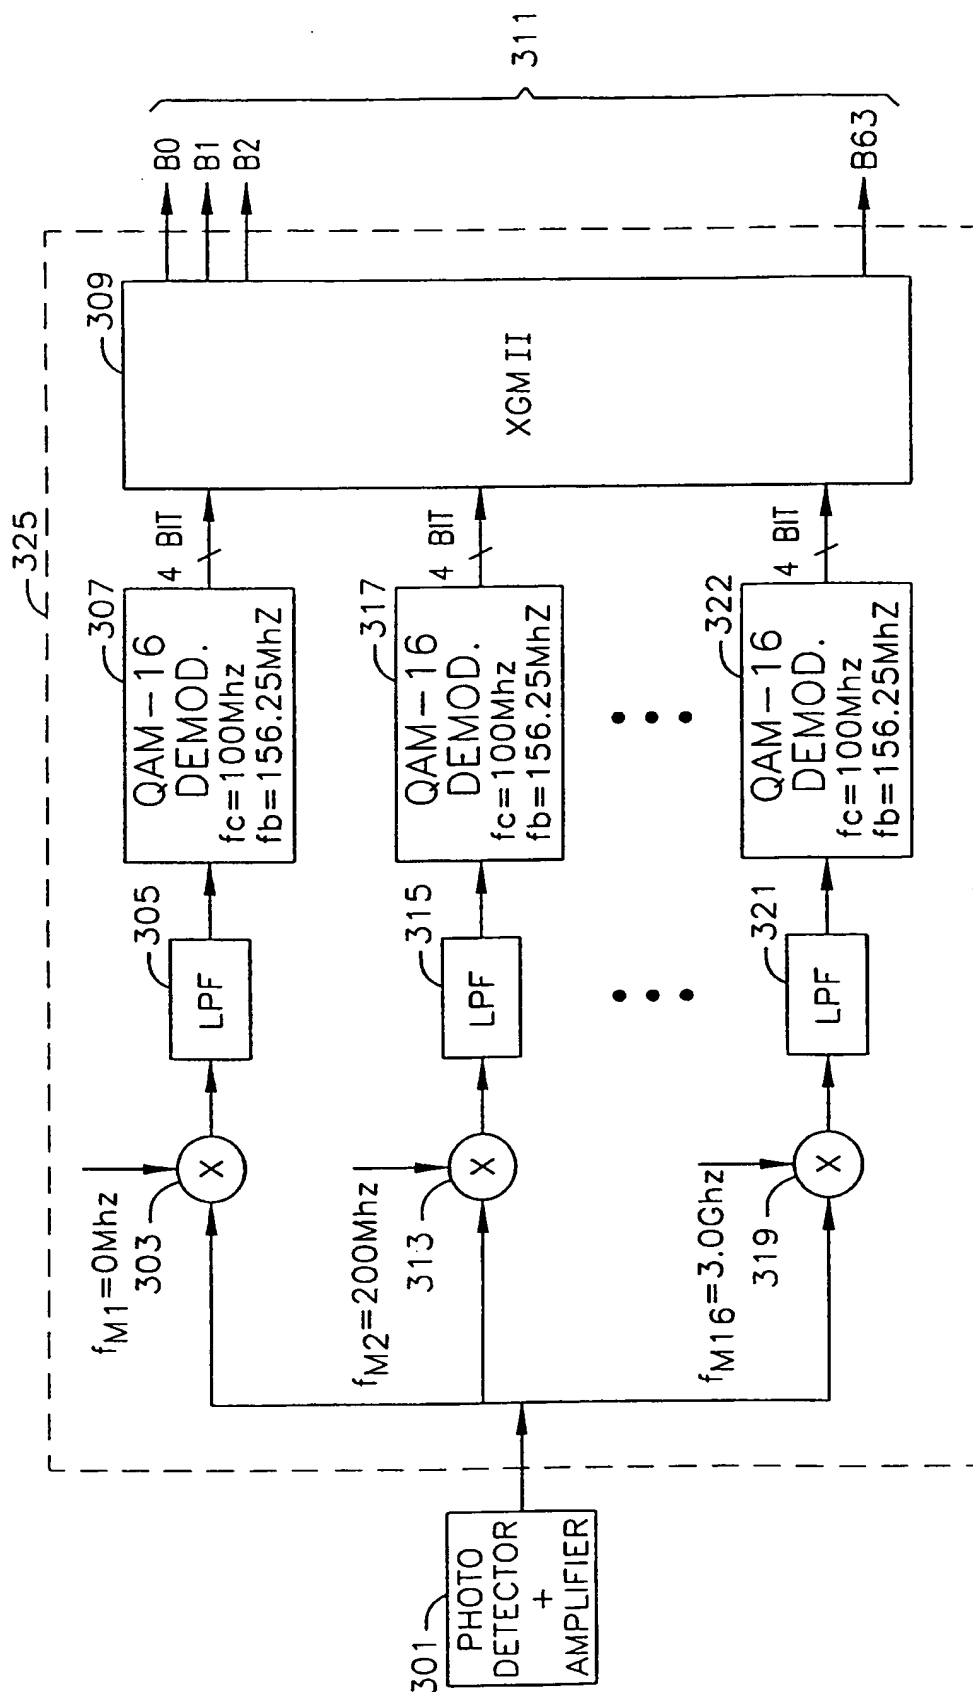 325
301
PHOTO
DETECTOR
+
AMPLIFIER
fM1=0Mhz
303
X
305
LPF
307
QAM-16
DEMOD.
fc=100Mhz
fb=156.25MhZ
4 BIT
fM2=200Mhz
313
X
315
LPF
317
QAM-16
DEMOD.
fc=100Mhz
fb=156.25MhZ
4 BIT
fM16=3.0Ghz
319
X
321
LPF
322
QAM-16
DEMOD.
fc=100Mhz
fb=156.25MhZ
4 BIT
309
XGMII
B0
B1
B2
B63
311